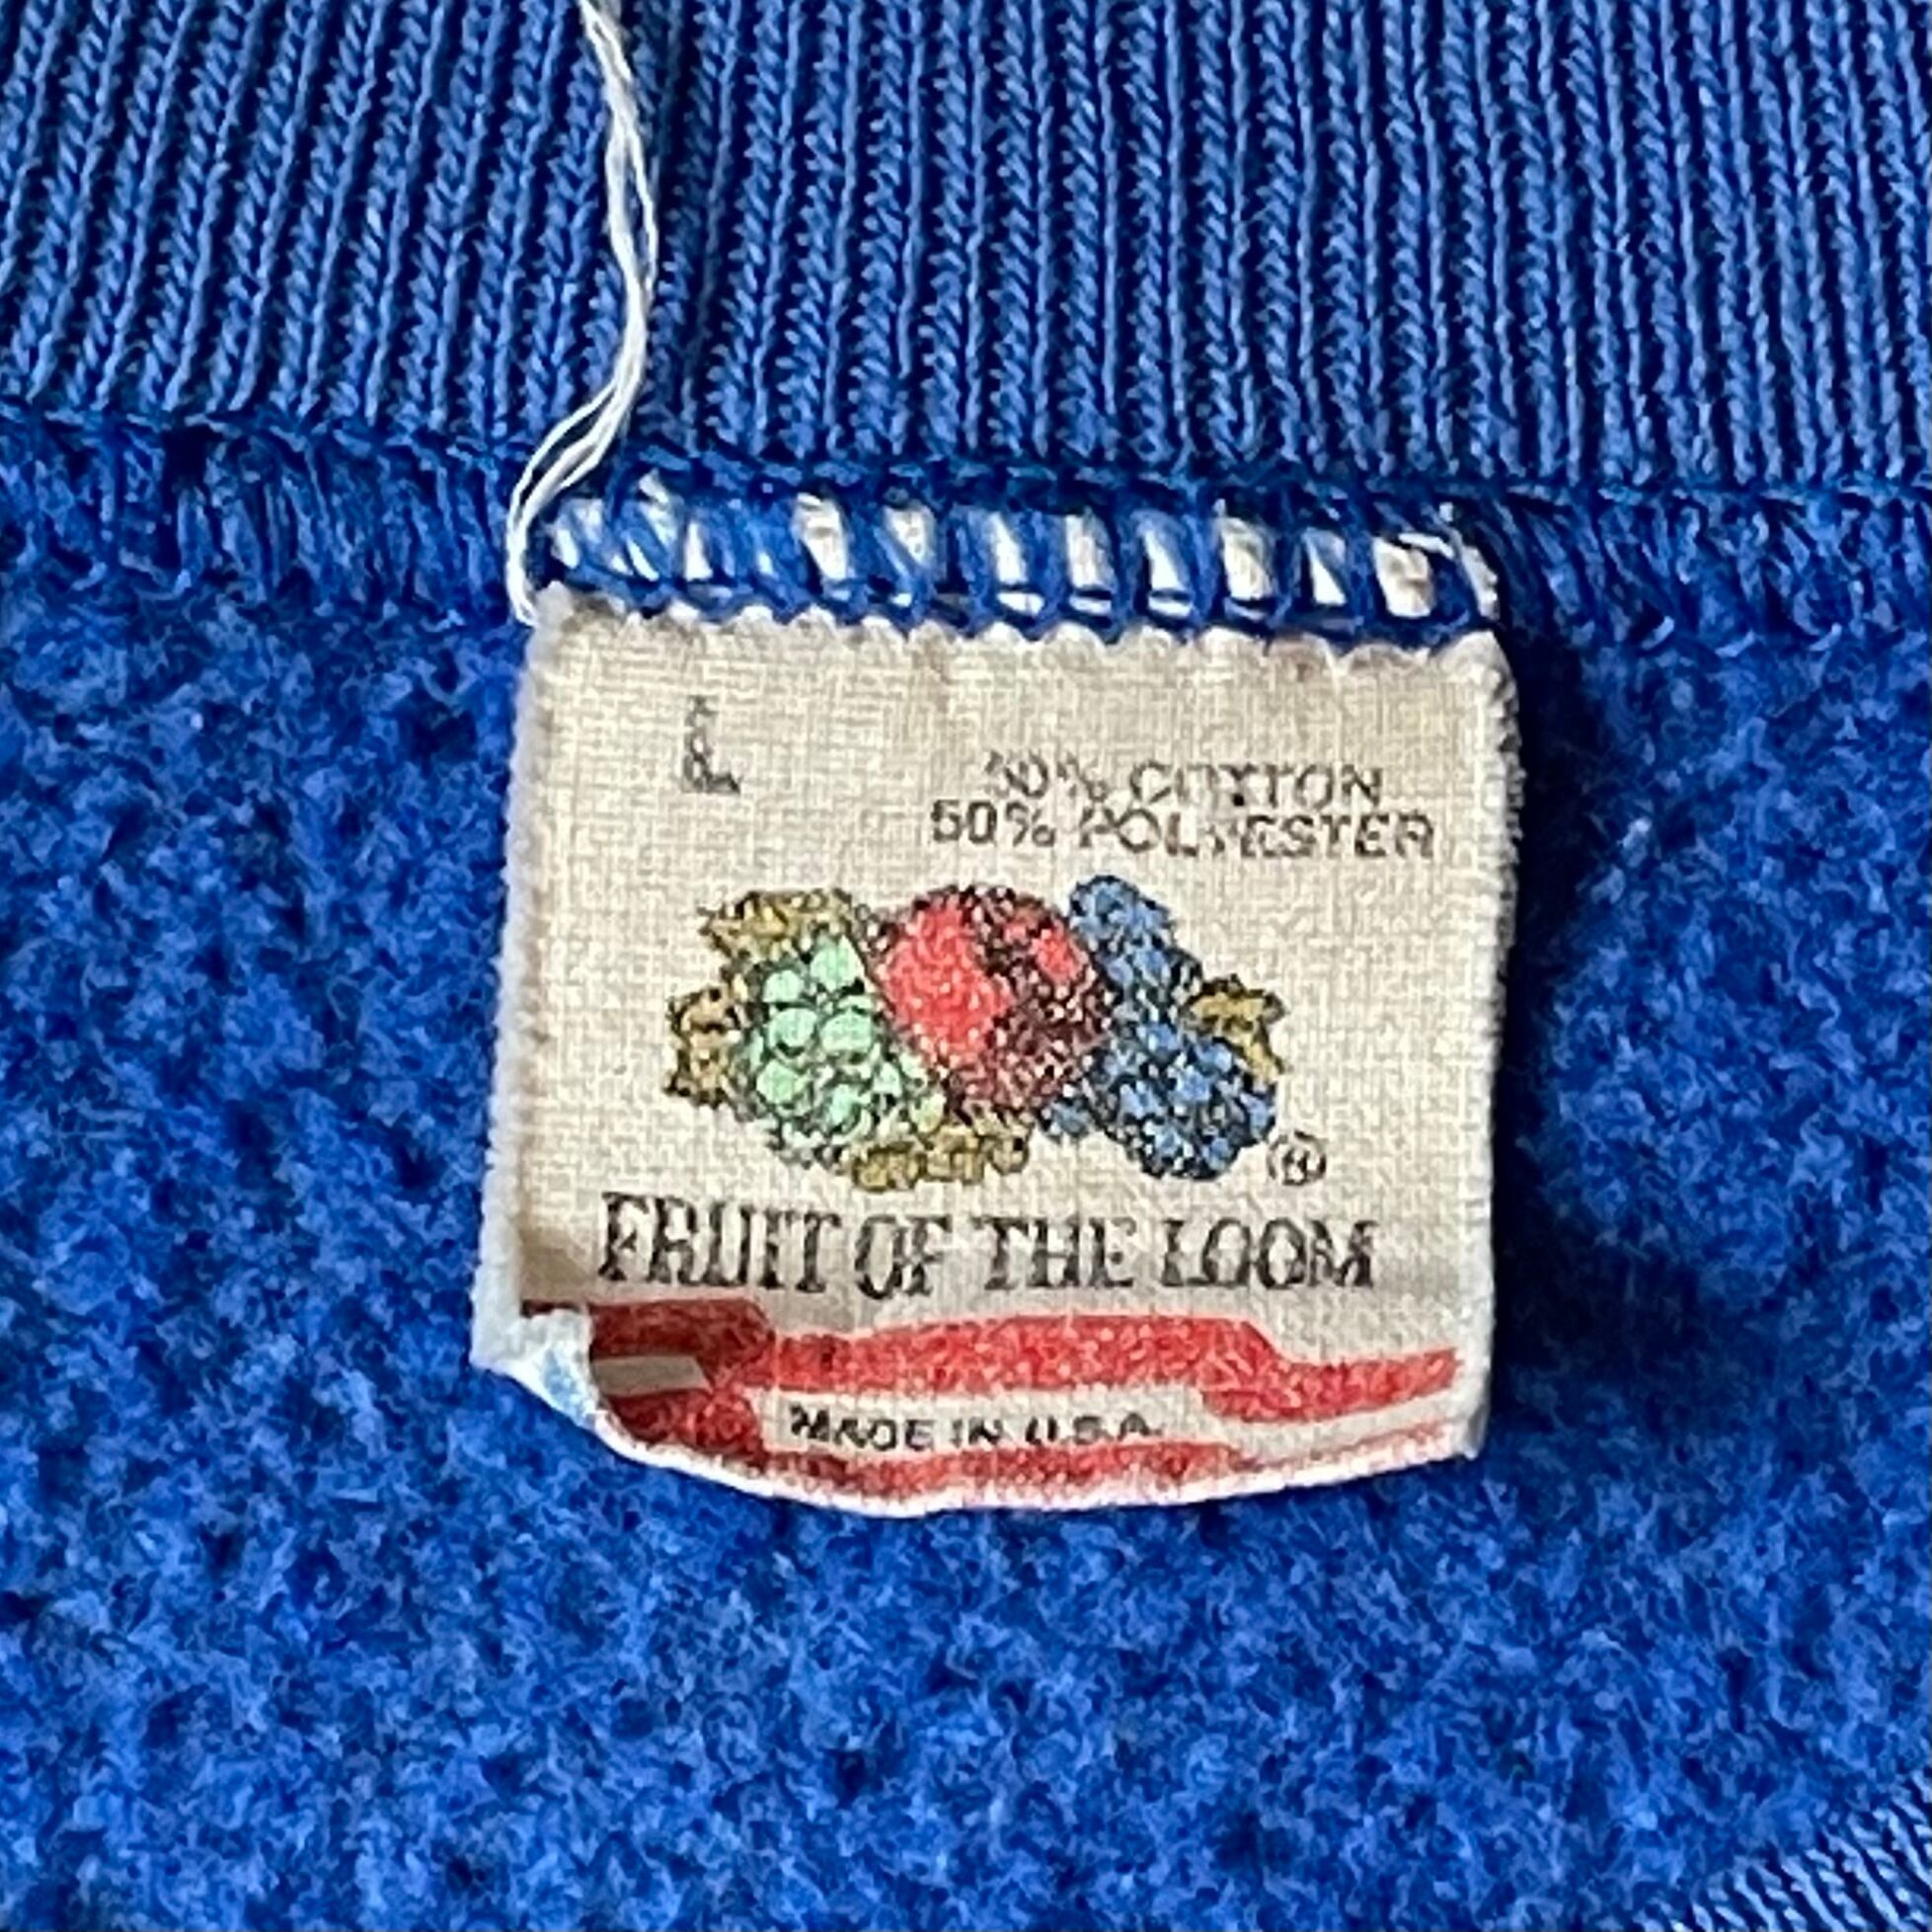 50% COTTON
50% POLYESTER
®
FRUIT OF THE LOOM
MADE IN U.S.A.